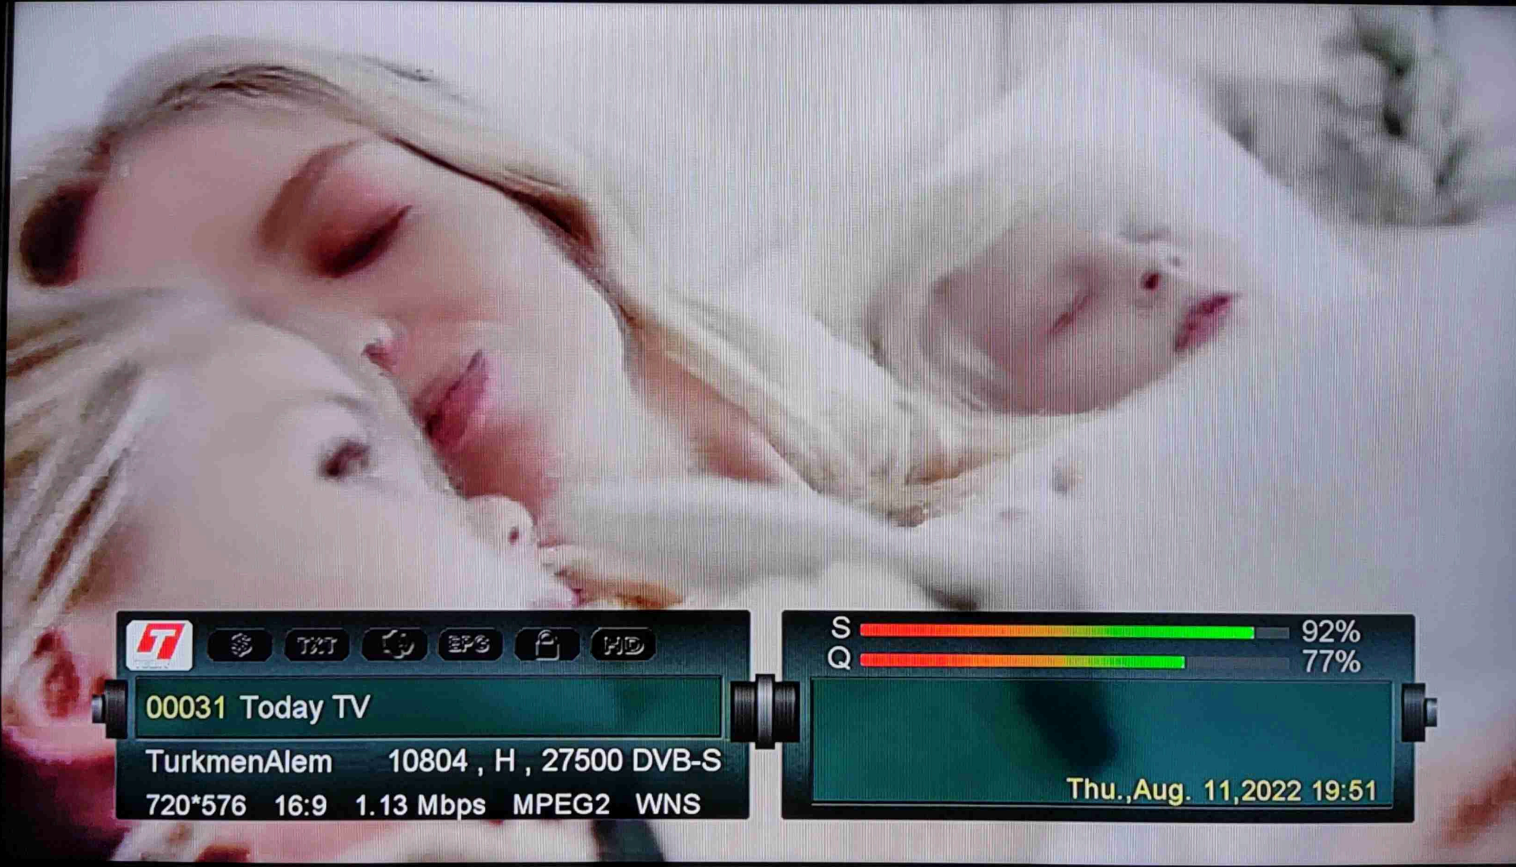 T
$ TXT EPG HD
00031 Today TV
TurkmenAlem 10804 , H , 27500 DVB-S
720*576 16:9 1.13 Mbps MPEG2 WNS
S 92%
Q 77%
Thu.,Aug. 11,2022 19:51